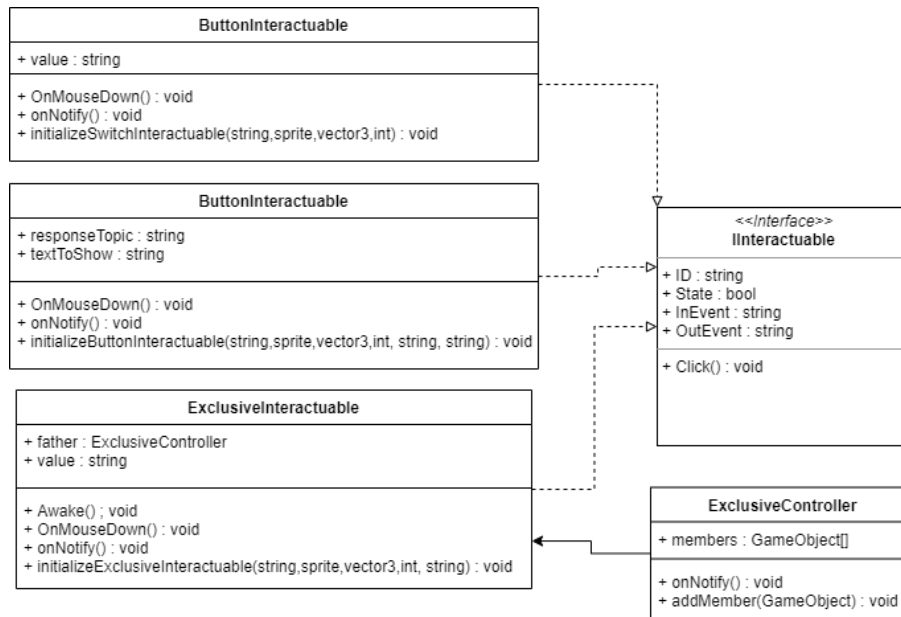 ButtonInteractuable
+ value : string
+ OnMouseDown() : void
+ onNotify() : void
+ initializeSwitchInteractuable(string,sprite,vector3,int) : void
ButtonInteractuable
+ responseTopic : string
+ textToShow : string
+ OnMouseDown() : void
+ onNotify() : void
+ initializeButtonInteractuable(string,sprite,vector3,int, string, string) : void
<<Interface>>
IInteractuable
+ ID : string
+ State : bool
+ InEvent : string
+ OutEvent : string
+ Click() : void
ExclusiveInteractuable
+ father : ExclusiveController
+ value : string
+ Awake() ; void
+ OnMouseDown() : void
+ onNotify() : void
+ initializeExclusiveInteractuable(string,sprite,vector3,int, string) : void
ExclusiveController
+ members : GameObject[]
+ onNotify() : void
+ addMember(GameObject) : void